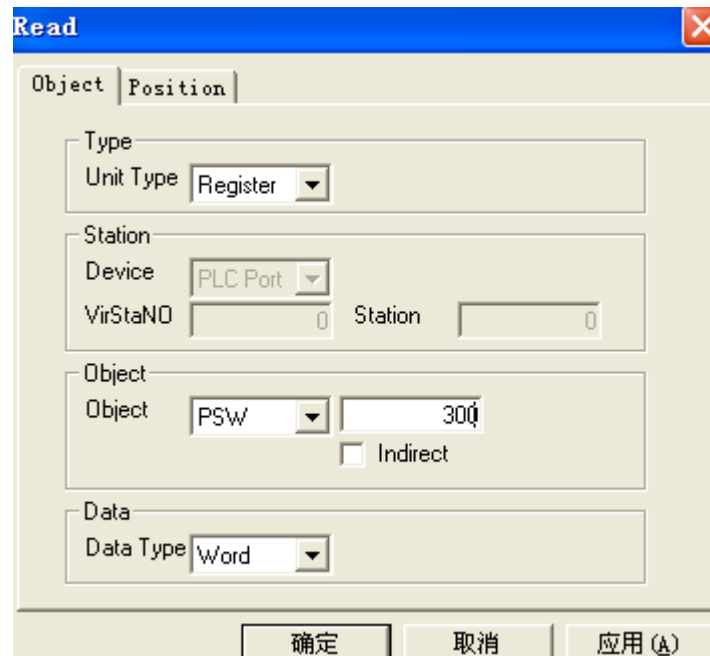 Read
Object Position
Type
Unit Type Register
Station
Device PLC Port
VirStaNO 0 Station 0
Object
Object PSW 300
Indirect
Data
Data Type Word
确定 取消 应用(A)